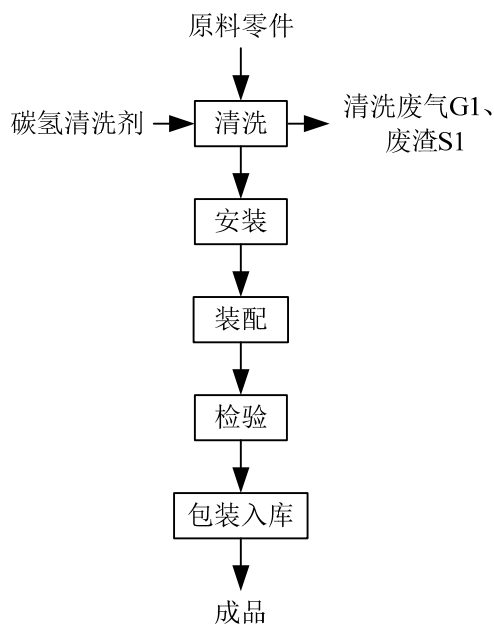 原料零件
碳氢清洗剂
清洗
清洗废气G1、
废渣S1
安装
装配
检验
包装入库
成品